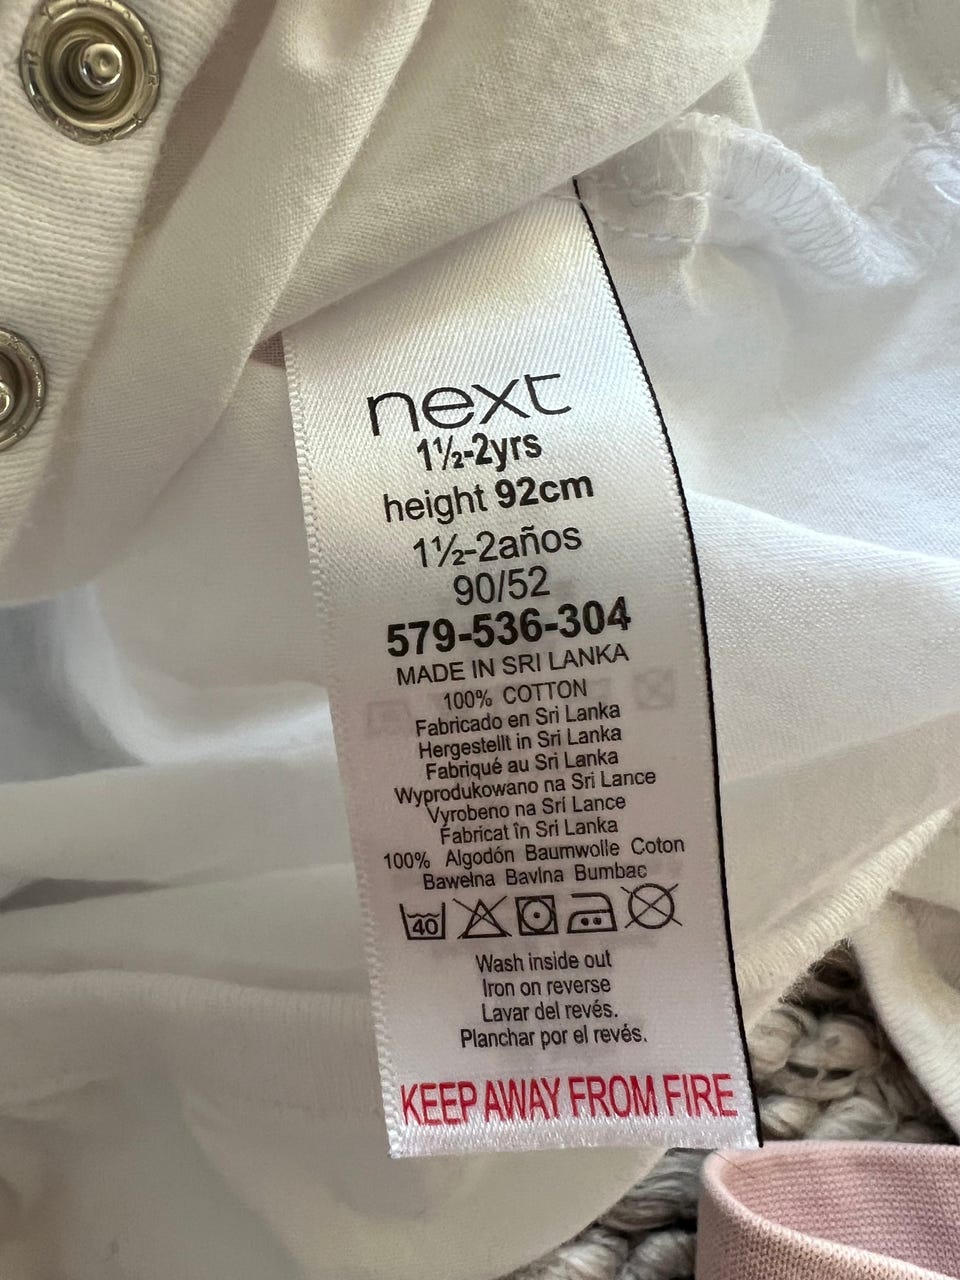 next
1½-2yrs
height 92cm
1½-2años
90/52
579-536-304
MADE IN SRI LANKA
100% COTTON
Fabricado en Sri Lanka
Hergestellt in Sri Lanka
Fabriqué au Sri Lanka
Wyprodukowano na Sri Lance
Vyrobeno na Srí Lance
Fabricat în Sri Lanka
100% Algodón Baumwolle Coton
Bawełna Bavlna Bumbac
40
Wash inside out
Iron on reverse
Lavar del revés.
Planchar por el revés.
KEEP AWAY FROM FIRE